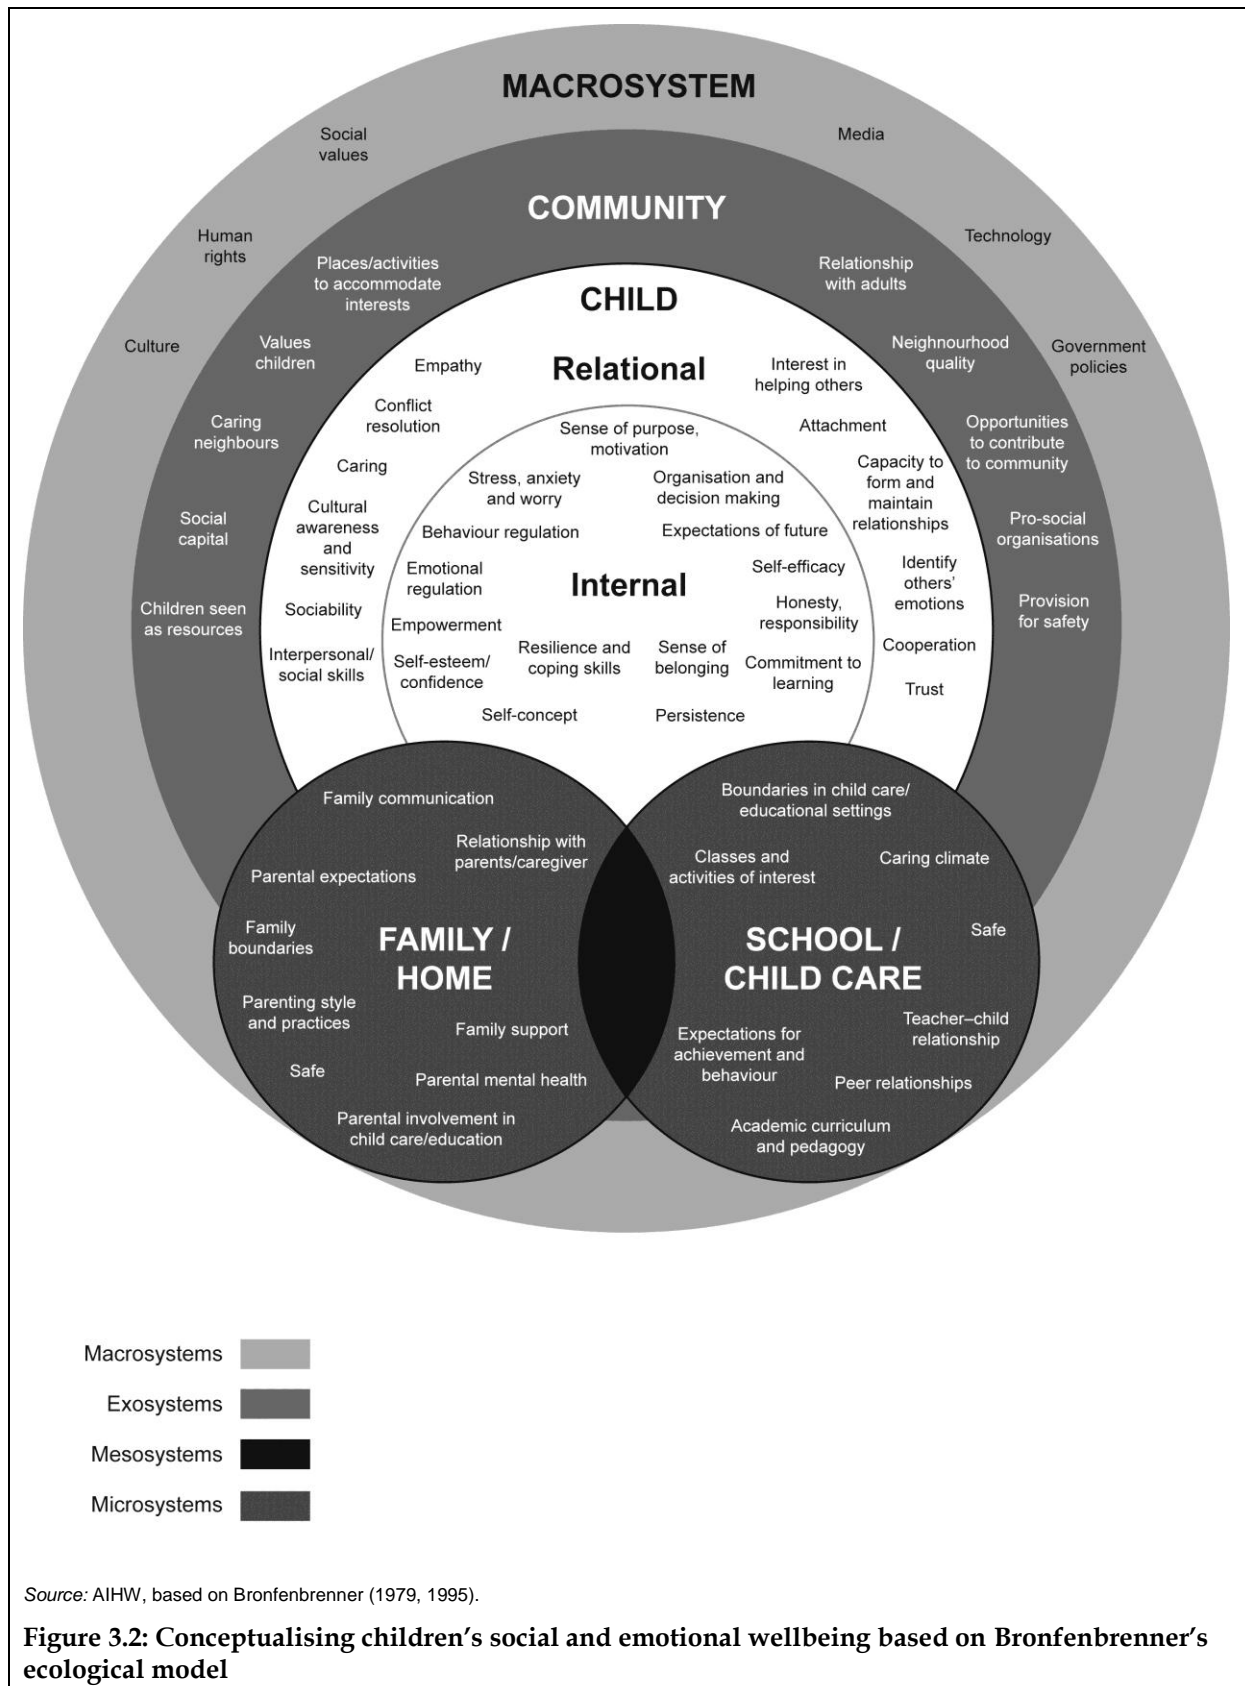 MACROSYSTEM
Social
values
Media
Human
rights
Technology
Culture
Government
policies
COMMUNITY
Places/activities
to accommodate
interests
Relationship
with adults
Values
children
Neighnourhood
quality
Caring
neighbours
Opportunities
to contribute
to community
Social
capital
Pro-social
organisations
Children seen
as resources
Provision
for safety
CHILD
Relational
Empathy
Interest in
helping others
Conflict
resolution
Attachment
Caring
Capacity to
form and
maintain
relationships
Cultural
awareness
and
sensitivity
Identify
others’
emotions
Sociability
Cooperation
Interpersonal/
social skills
Trust
Sense of purpose,
motivation
Stress, anxiety
and worry
Organisation and
decision making
Behaviour regulation
Expectations of future
Emotional
regulation
Internal
Self-efficacy
Empowerment
Honesty,
responsibility
Self-esteem/
confidence
Resilience and
coping skills
Sense of
belonging
Commitment to
learning
Self-concept
Persistence
Family communication
Relationship with
parents/caregiver
Parental expectations
Family
boundaries
FAMILY /
HOME
Parenting style
and practices
Family support
Safe
Parental mental health
Parental involvement in
child care/education
Boundaries in child care/
educational settings
Classes and
activities of interest
Caring climate
Safe
SCHOOL /
CHILD CARE
Teacher–child
relationship
Expectations for
achievement and
behaviour
Peer relationships
Academic curriculum
and pedagogy
Macrosystems
Exosystems
Mesosystems
Microsystems
Source: AIHW, based on Bronfenbrenner (1979, 1995).
Figure 3.2: Conceptualising children’s social and emotional wellbeing based on Bronfenbrenner’s
ecological model